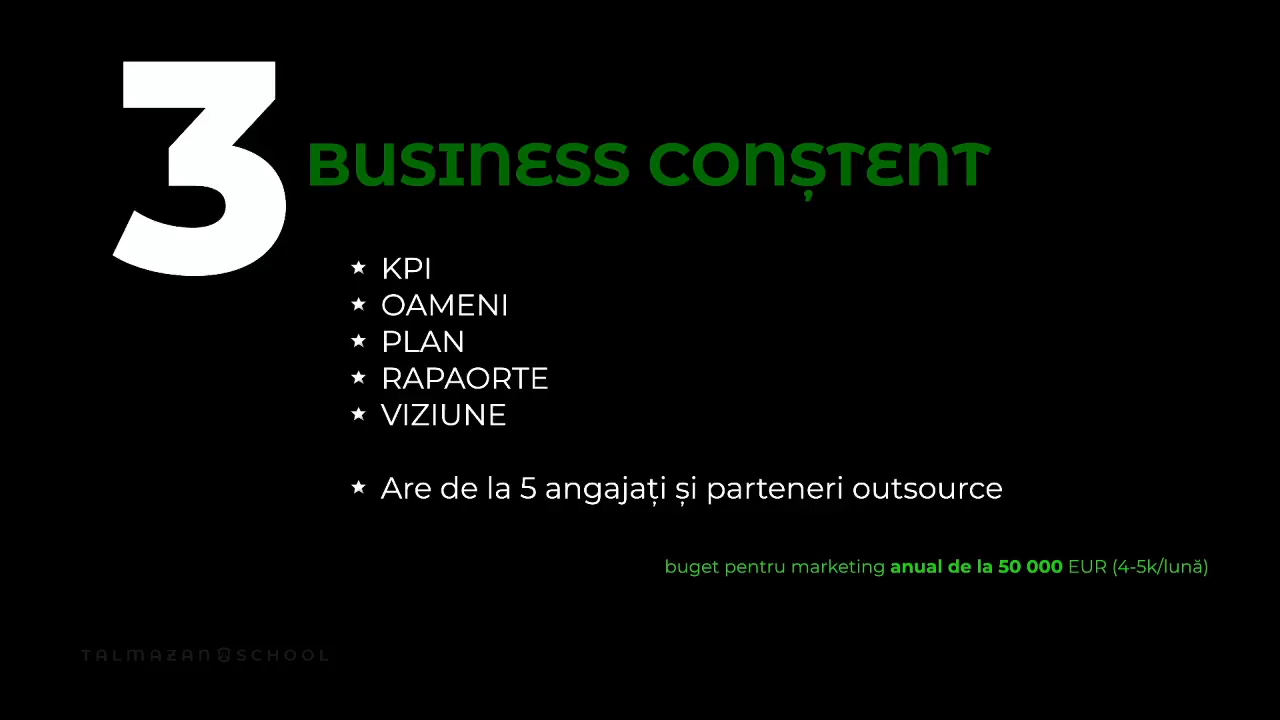 3
BUSINESS CONȘTENT
★ KPI
★ OAMENI
★ PLAN
★ RAPAORTE
★ VIZIUNE
★ Are de la 5 angajați și parteneri outsource
buget pentru marketing anual de la 50 000 EUR (4-5k/lună)
TALMAZAN SCHOOL